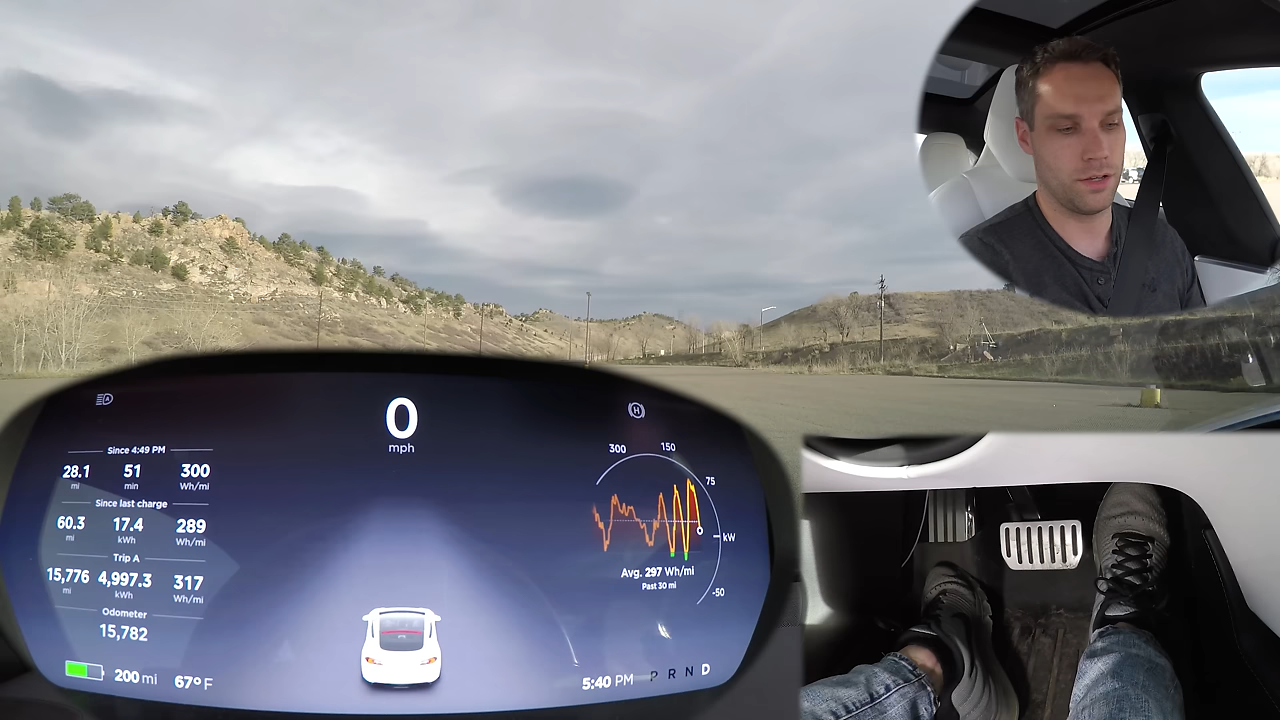 0
mph
Since 4:49 PM
28.1 51 300
mi min Wh/mi
Since last charge
60.3 17.4 289
mi kWh Wh/mi
Trip A
15,776 4,997.3 317
mi kWh Wh/mi
Odometer
15,782
200 mi 67° F
A
H
300 150
75
kW
-50
Avg. 297 Wh/mi
Past 30 mi
5:40 PM P R N D